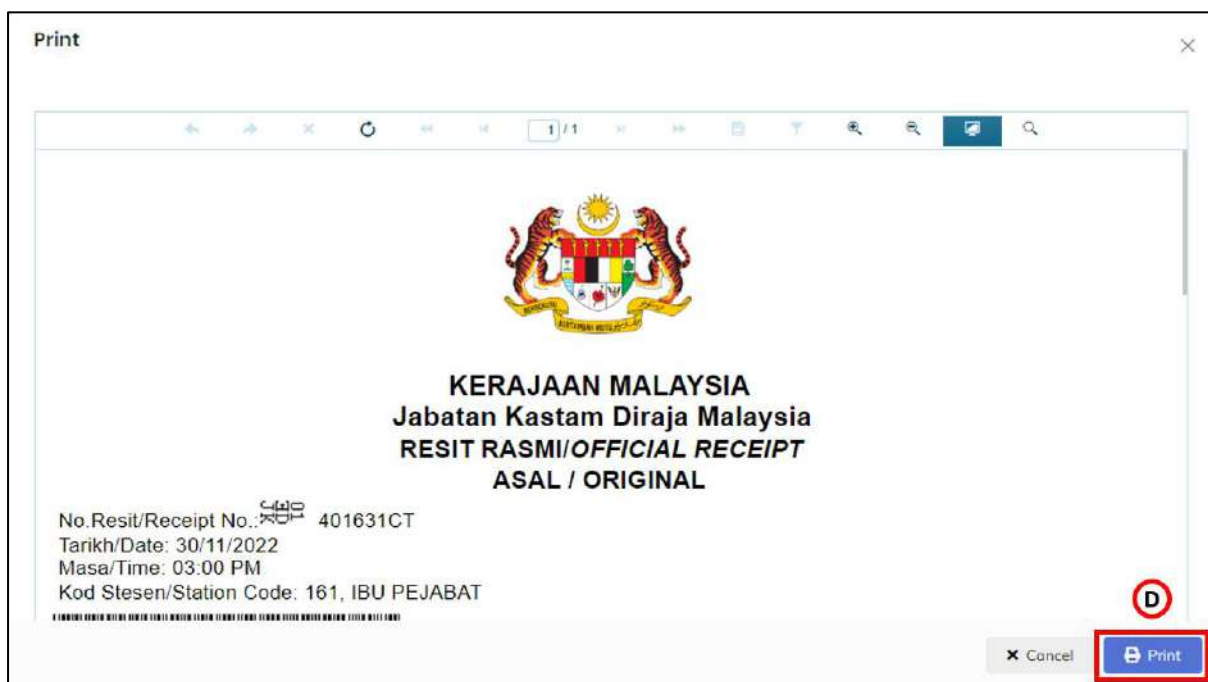 Print
1 / 1
KERAJAAN MALAYSIA
Jabatan Kastam Diraja Malaysia
RESIT RASMI/OFFICIAL RECEIPT
ASAL / ORIGINAL
No.Resit/Receipt No.: 401631CT
Tarikh/Date: 30/11/2022
Masa/Time: 03:00 PM
Kod Stesen/Station Code: 161, IBU PEJABAT
D
Cancel
Print